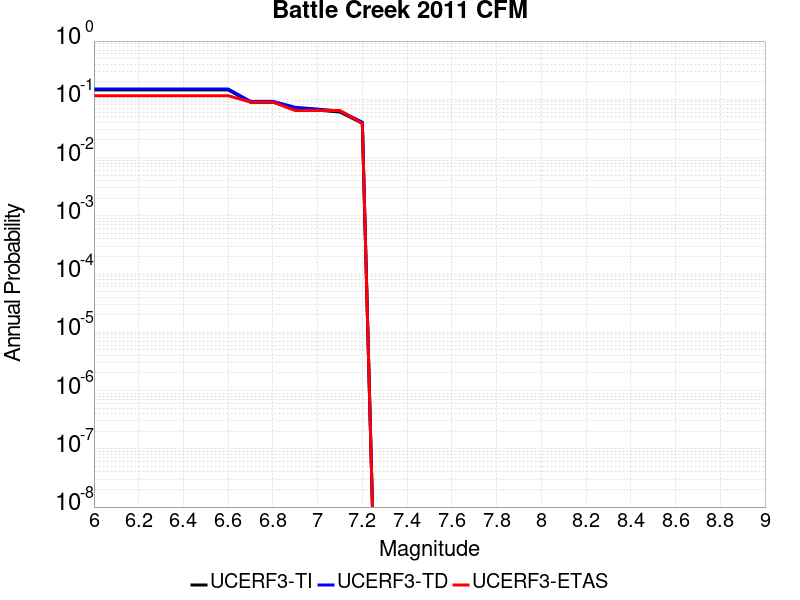 Battle Creek 2011 CFM
10^0
10^-1
10^-2
10^-3
10^-4
10^-5
10^-6
10^-7
10^-8
Annual Probability
6 6.2 6.4 6.6 6.8 7 7.2 7.4 7.6 7.8 8 8.2 8.4 8.6 8.8 9
Magnitude
UCERF3-TI UCERF3-TD UCERF3-ETAS